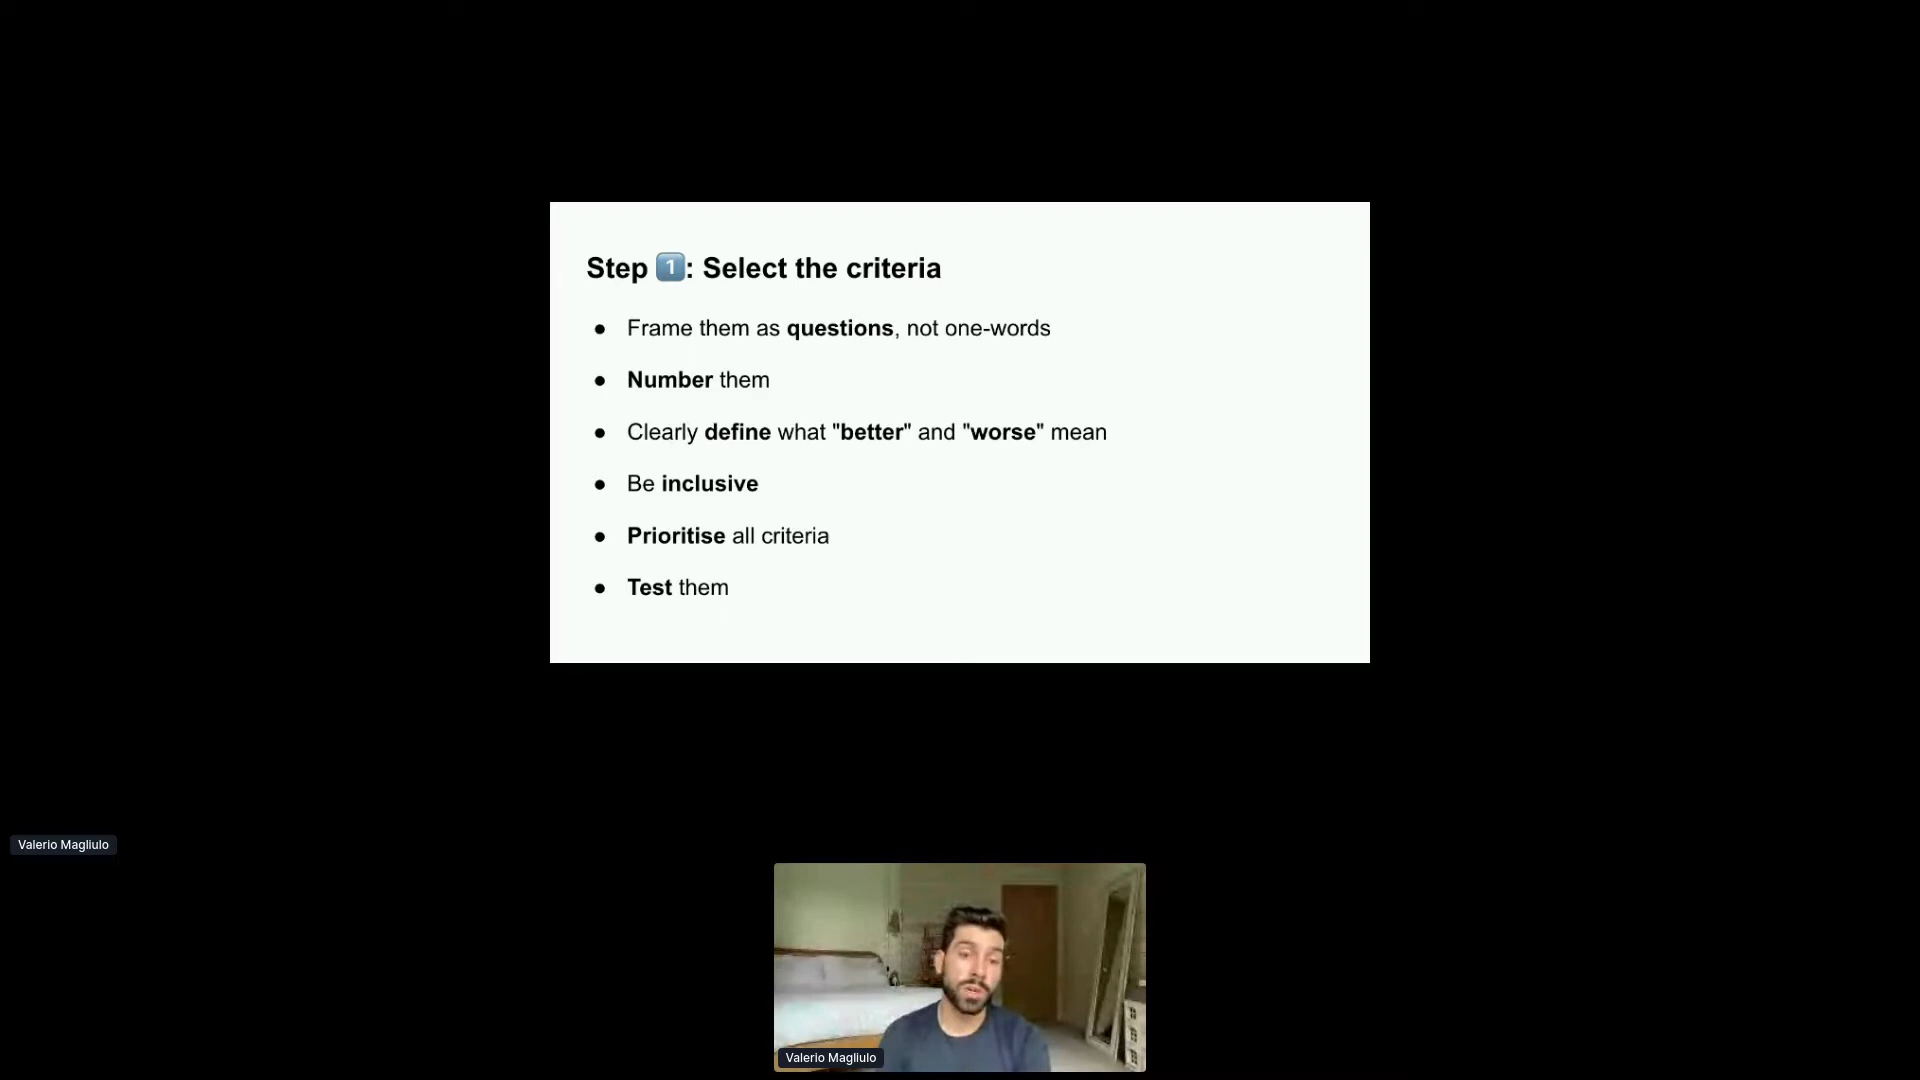 Step 1️⃣: Select the criteria
● Frame them as questions, not one-words
● Number them
● Clearly define what "better" and "worse" mean
● Be inclusive
● Prioritise all criteria
● Test them
Valerio Magliulo
Valerio Magliulo